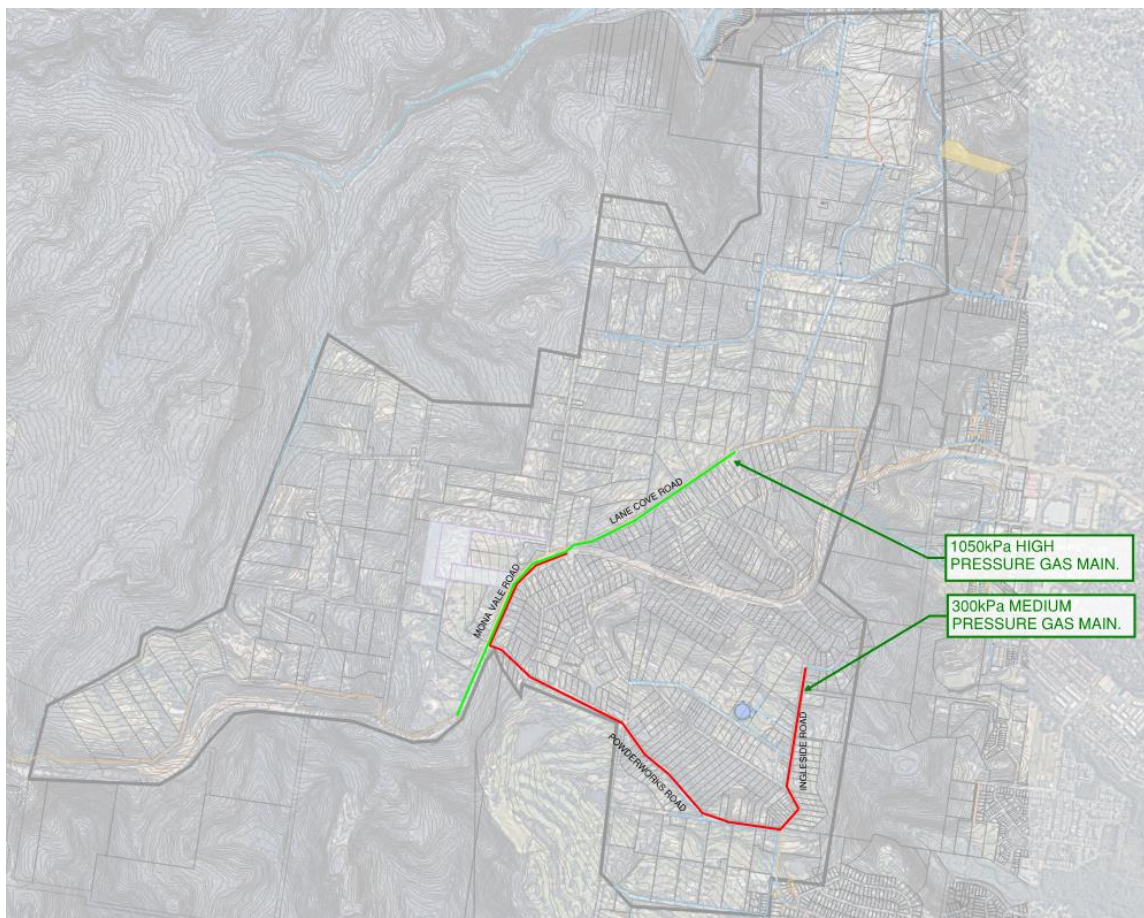 LANE COVE ROAD
1050kPa HIGH
PRESSURE GAS MAIN.
MONA VALE ROAD
300kPa MEDIUM
PRESSURE GAS MAIN.
INGLESIDE ROAD
POWDERWORKS ROAD